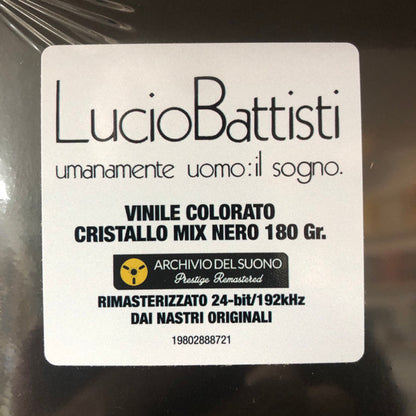 LucioBattisti
umanamente uomo:il sogno.
VINILE COLORATO
CRISTALLO MIX NERO 180 Gr.
ARCHIVIO DEL SUONO
Prestige Remastered
RIMASTERIZZATO 24-bit/192kHz
DAI NASTRI ORIGINALI
19802888721